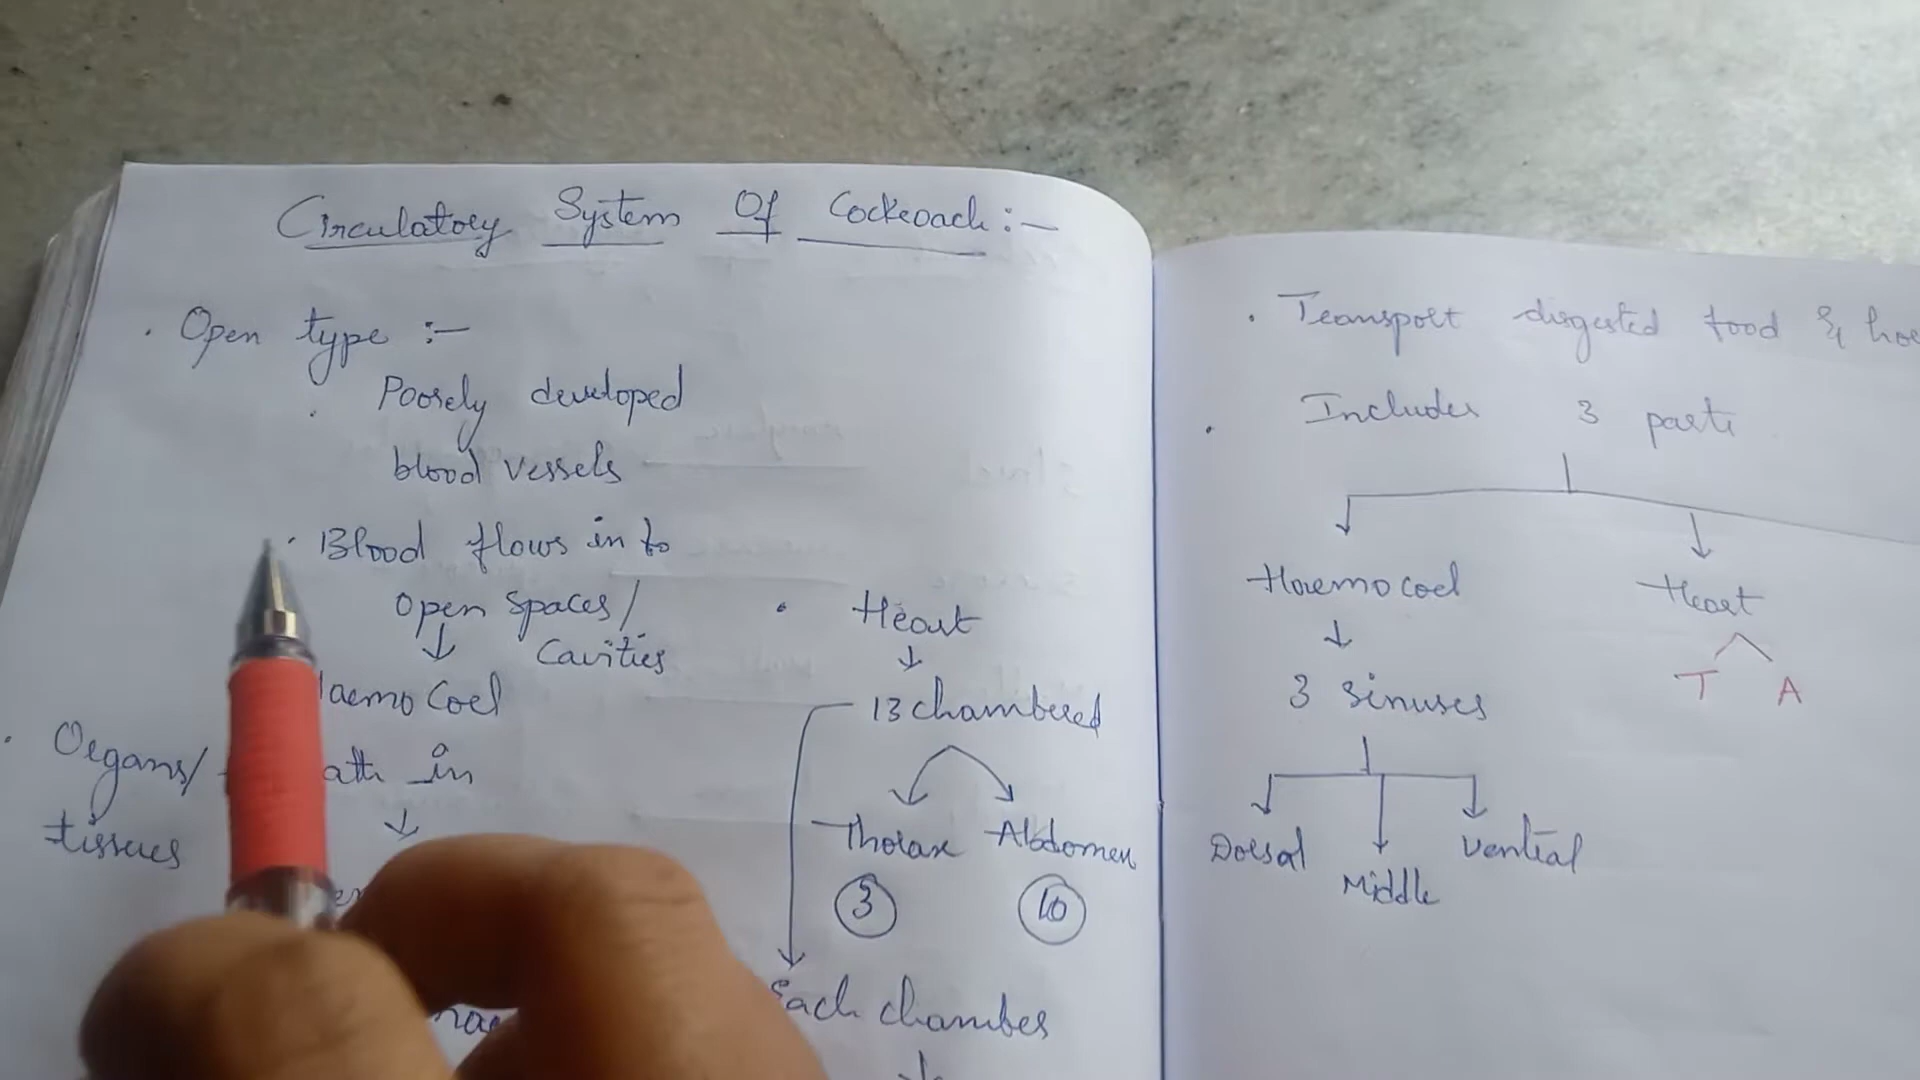 Circulatory System Of Cockroach :-
. Open type :-
. Poorely developed
blood vessels
. Blood flows in to
open spaces/
↓ Cavities
aemo Coel
. Organs/ ath in
tissues ↓
. Heart
↓
13 chambered
Thorax Abdomen
3 10
Each chamber
. Transport digested food &
. Includes 3 parts
Haemocoel Heart
↓
3 Sinuses T A
Dorsal Middle Ventral